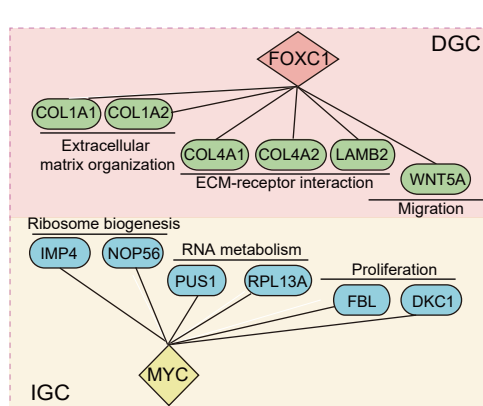 DGC
FOXC1
COL1A1 COL1A2
Extracellular
matrix organization
COL4A1 COL4A2 LAMB2
ECM-receptor interaction
WNT5A
Migration
Ribosome biogenesis
IMP4 NOP56
RNA metabolism
PUS1 RPL13A
Proliferation
FBL DKC1
MYC
IGC